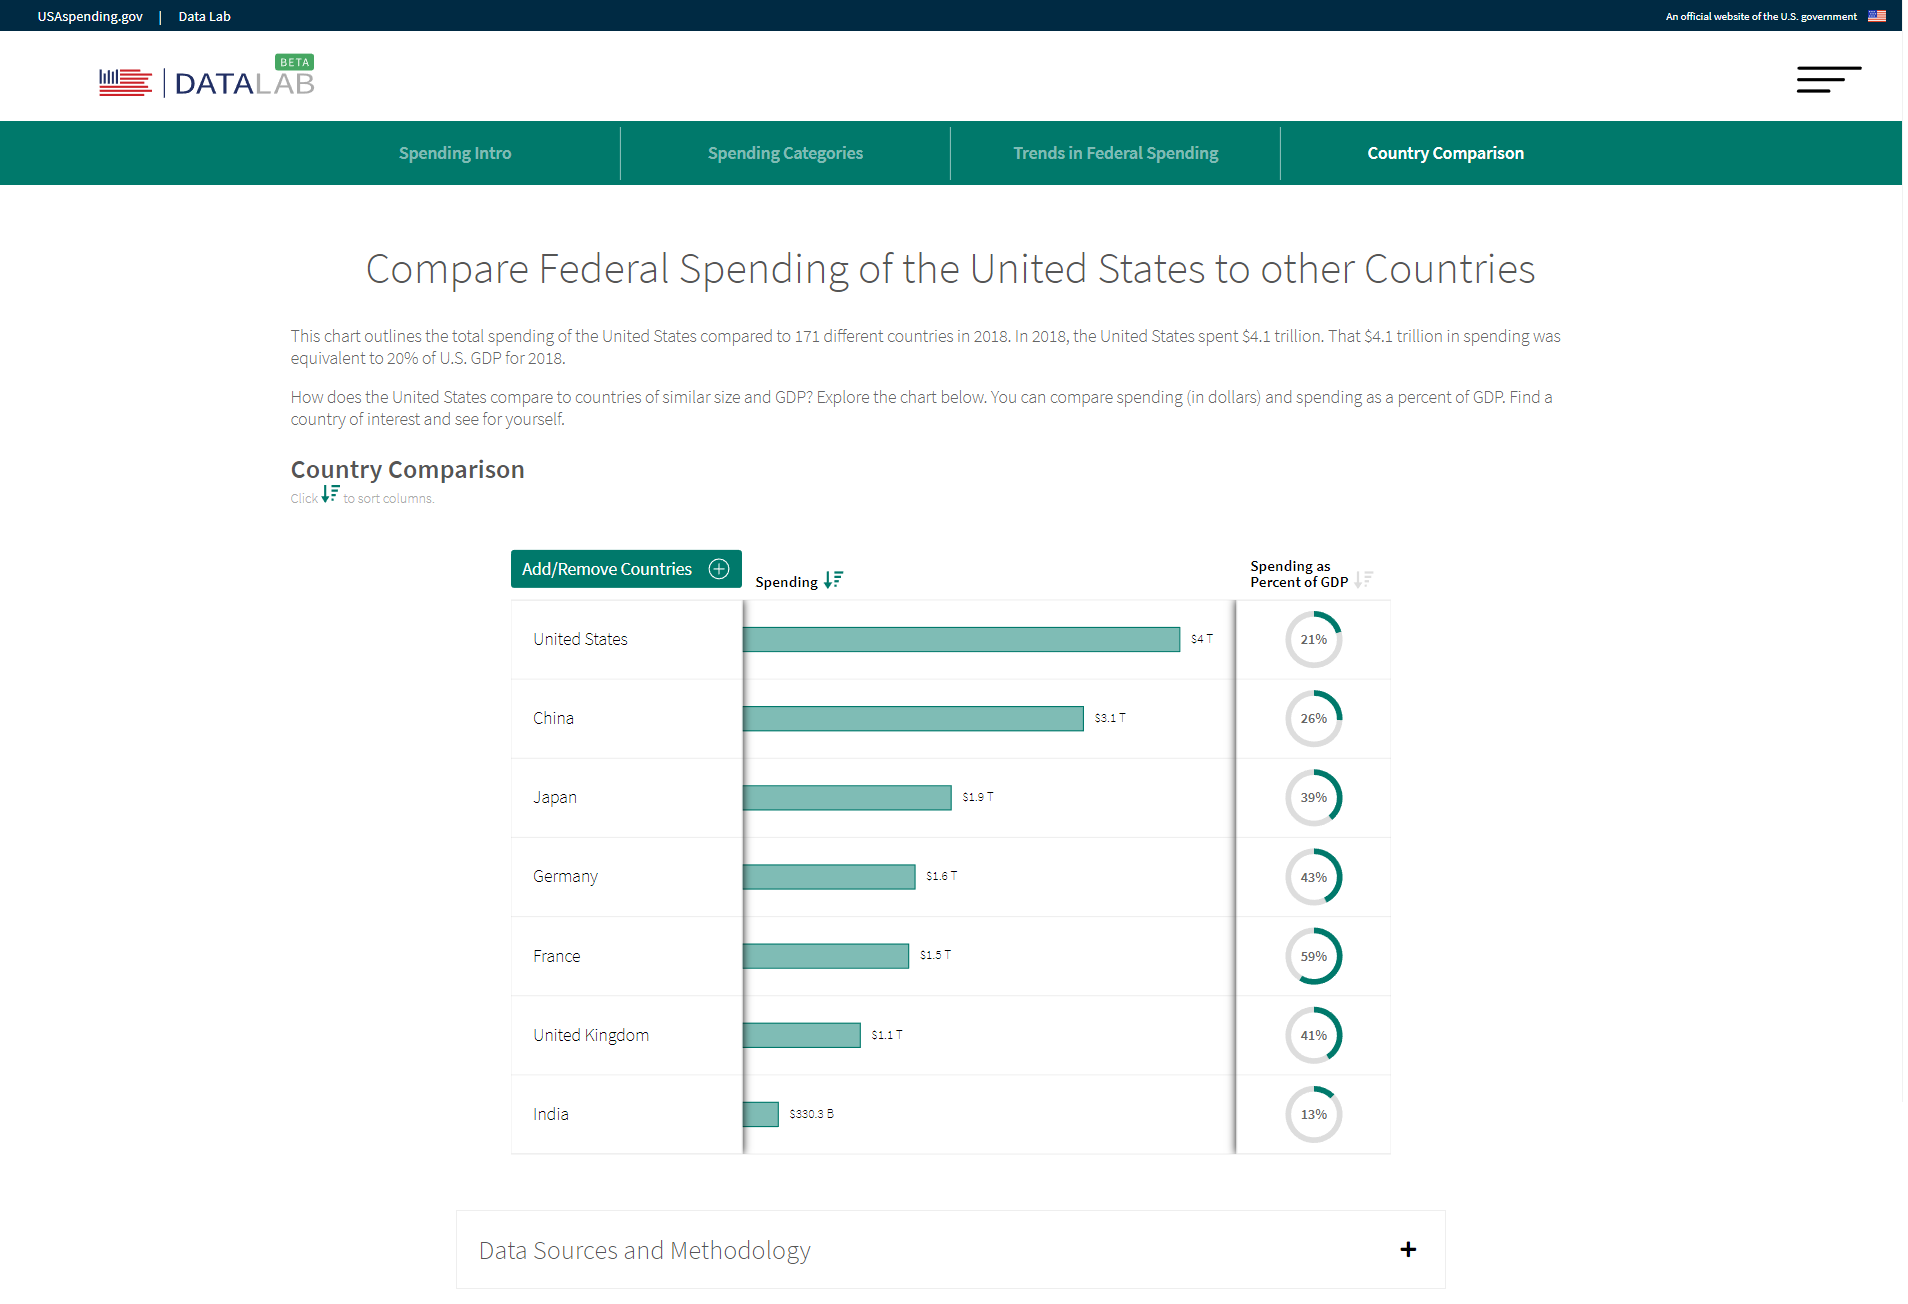 USAspending.gov | Data Lab
An official website of the U.S. government
BETA
DATALAB
Spending Intro
Spending Categories
Trends in Federal Spending
Country Comparison
Compare Federal Spending of the United States to other Countries
This chart outlines the total spending of the United States compared to 171 different countries in 2018. In 2018, the United States spent $4.1 trillion. That $4.1 trillion in spending was
equivalent to 20% of U.S. GDP for 2018.
How does the United States compare to countries of similar size and GDP? Explore the chart below. You can compare spending (in dollars) and spending as a percent of GDP. Find a
country of interest and see for yourself.
Country Comparison
Click to sort columns.
Add/Remove Countries
Spending
Spending as
Percent of GDP
United States $4 T 21%
China $3.1 T 26%
Japan $1.9 T 39%
Germany $1.6 T 43%
France $1.5 T 59%
United Kingdom $1.1 T 41%
India $330.3 B 13%
Data Sources and Methodology